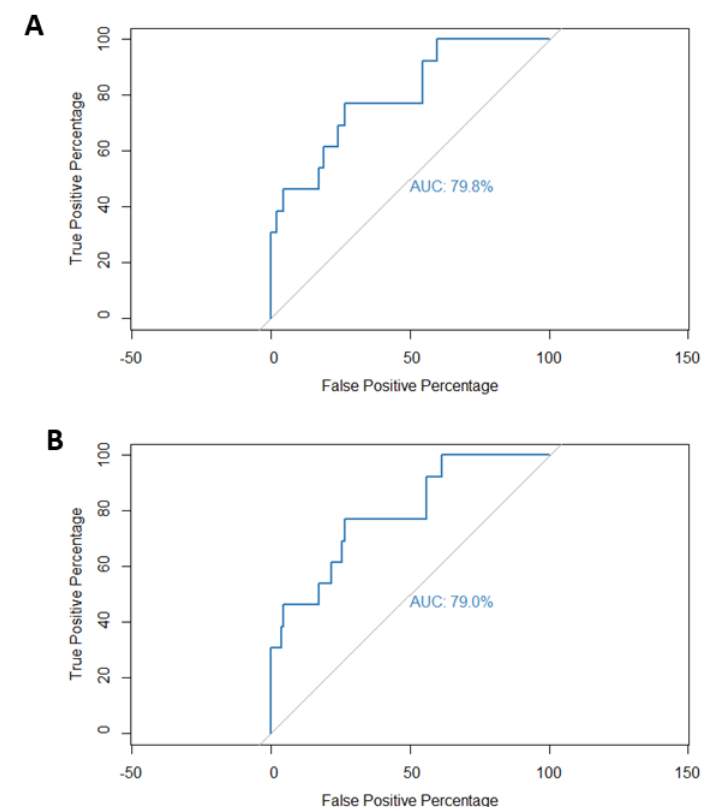 A
True Positive Percentage
0 20 40 60 80 100
AUC: 79.8%
-50 0 50 100 150
False Positive Percentage
B
True Positive Percentage
0 20 40 60 80 100
AUC: 79.0%
-50 0 50 100 150
False Positive Percentage